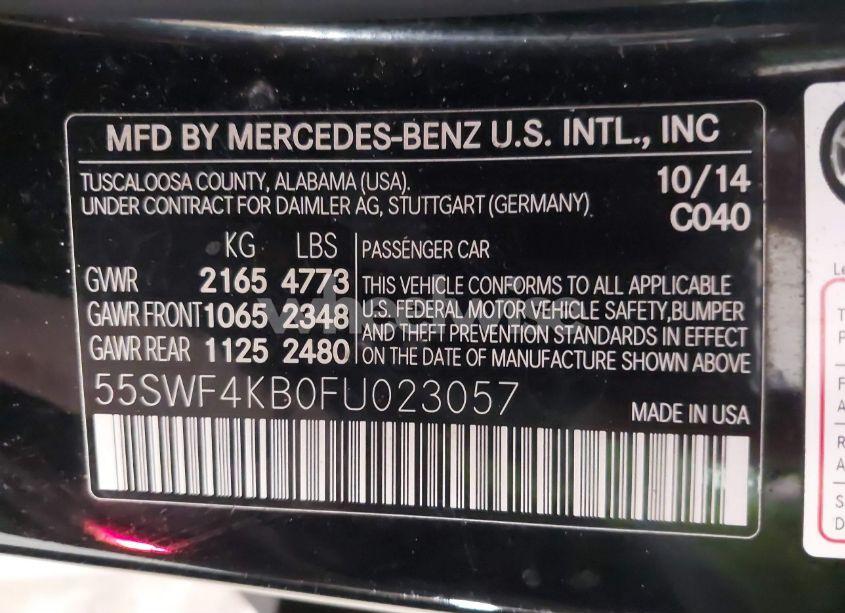 MFD BY MERCEDES-BENZ U.S. INTL., INC
TUSCALOOSA COUNTY, ALABAMA (USA).
UNDER CONTRACT FOR DAIMLER AG, STUTTGART (GERMANY)
10/14
C040
KG LBS
GVWR 2165 4773
GAWR FRONT 1065 2348
GAWR REAR 1125 2480
PASSENGER CAR
THIS VEHICLE CONFORMS TO ALL APPLICABLE
U.S. FEDERAL MOTOR VEHICLE SAFETY,BUMPER
AND THEFT PREVENTION STANDARDS IN EFFECT
ON THE DATE OF MANUFACTURE SHOWN ABOVE
55SWF4KB0FU023057
MADE IN USA